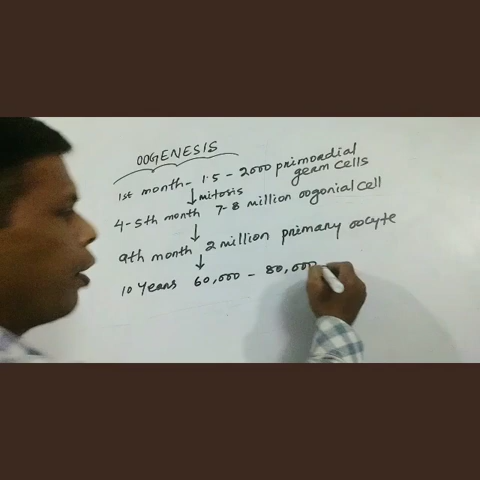 OOGENESIS
1st month - 1.5 - 2000 primordial germ cells
↓ mitosis
4-5th month 7-8 million oogonial cell
↓
9th month 2 million primary oocyte
↓
10 Years 60,000 - 80,000